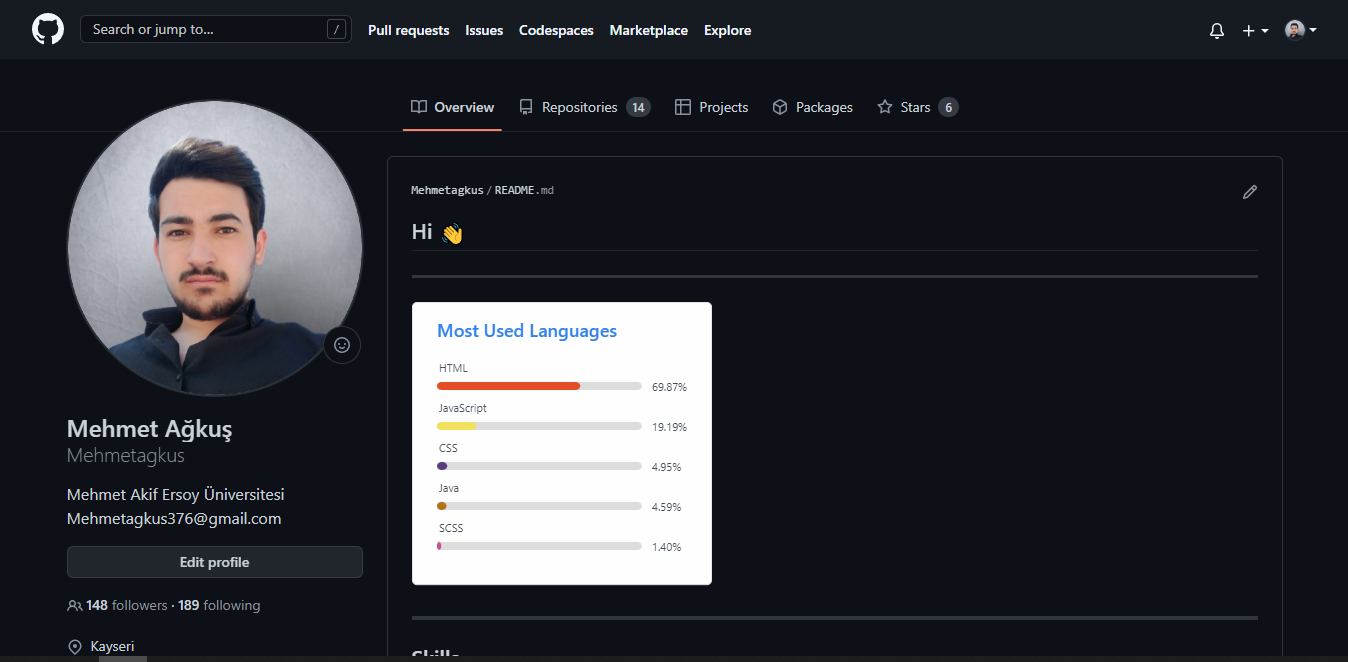 Search or jump to... / Pull requests Issues Codespaces Marketplace Explore
Overview Repositories 14 Projects Packages Stars 6
Mehmetagkus/README.md
Hi 👋
Most Used Languages
HTML
69.87%
JavaScript
19.19%
CSS
4.95%
Java
4.59%
SCSS
1.40%
Skills
Mehmet Ağkuş
Mehmetagkus
Mehmet Akif Ersoy Üniversitesi
Mehmetagkus376@gmail.com
Edit profile
148 followers · 189 following
Kayseri